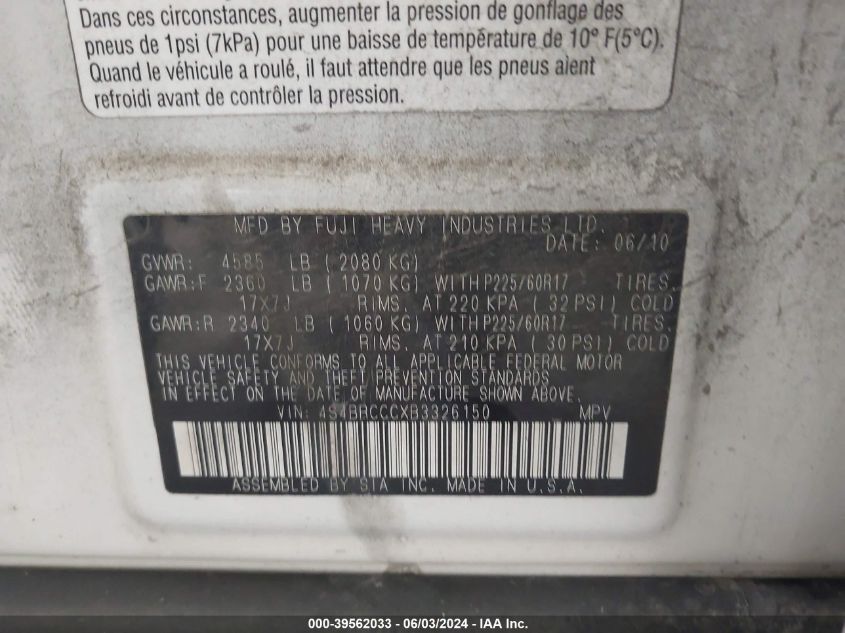 Dans ces circonstances, augmenter la pression de gonflage des
pneus de 1psi (7kPa) pour une baisse de température de 10° F(5°C).
Quand le véhicule a roulé, il faut attendre que les pneus aient
refroidi avant de contrôler la pression.
MFD BY FUJI HEAVY INDUSTRIES LTD.
DATE: 06/10
GVWR: 4585 LB ( 2080 KG)
GAWR:F 2360 LB ( 1070 KG) WITH P225/60R17 TIRES,
17X7J RIMS, AT 220 KPA ( 32 PSI) COLD
GAWR:R 2340 LB ( 1060 KG) WITH P225/60R17 TIRES,
17X7J RIMS, AT 210 KPA ( 30 PSI) COLD
THIS VEHICLE CONFORMS TO ALL APPLICABLE FEDERAL MOTOR
VEHICLE SAFETY AND THEFT PREVENTION STANDARDS
IN EFFECT ON THE DATE OF MANUFACTURE SHOWN ABOVE.
VIN: 4S4BRCCCXB3326150 MPV
ASSEMBLED BY SIA INC. MADE IN U.S.A.
000-39562033 - 06/03/2024 - IAA Inc.